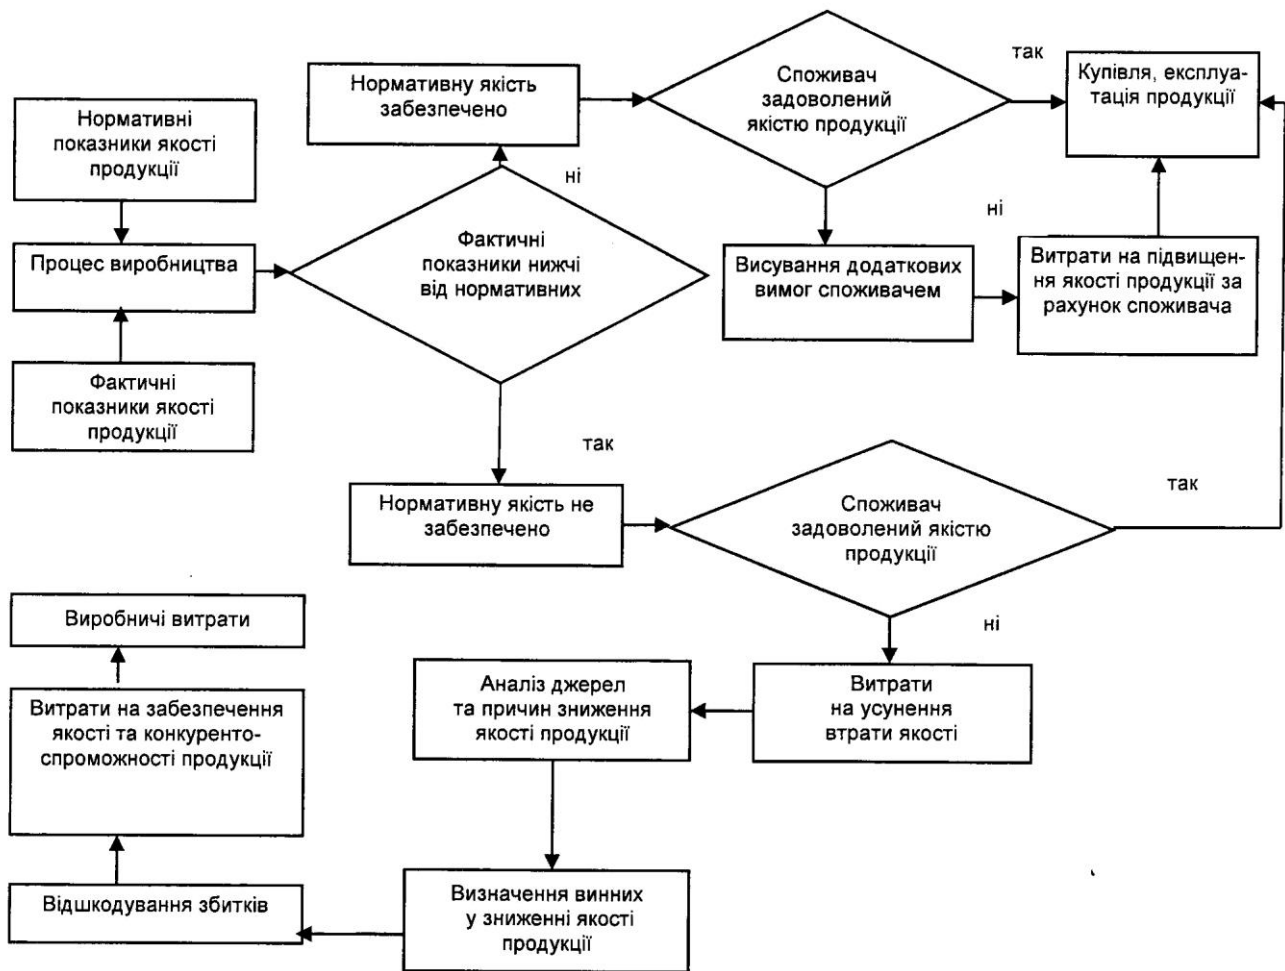 Нормативні
показники якості
продукції
Процес виробництва
Фактичні
показники якості
продукції
Нормативну якість
забезпечено
ні
Фактичні
показники нижчі
від нормативних
так
Нормативну якість не
забезпечено
Споживач
задоволений
якістю продукції
так
Купівля, експлуа-
тація продукції
ні
Висування додаткових
вимог споживачем
Витрати на підвищен-
ня якості продукції за
рахунок споживача
Споживач
задоволений якістю
продукції
так
ні
Витрати
на усунення
втрати якості
Аналіз джерел
та причин зниження
якості продукції
Визначення винних
у зниженні якості
продукції
Відшкодування збитків
Витрати на забезпечення
якості та конкуренто-
спроможності продукції
Виробничі витрати